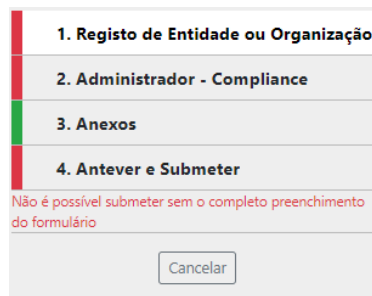 1. Registo de Entidade ou Organização
2. Administrador - Compliance
3. Anexos
4. Antever e Submeter
Não é possível submeter sem o completo preenchimento
do formulário
Cancelar